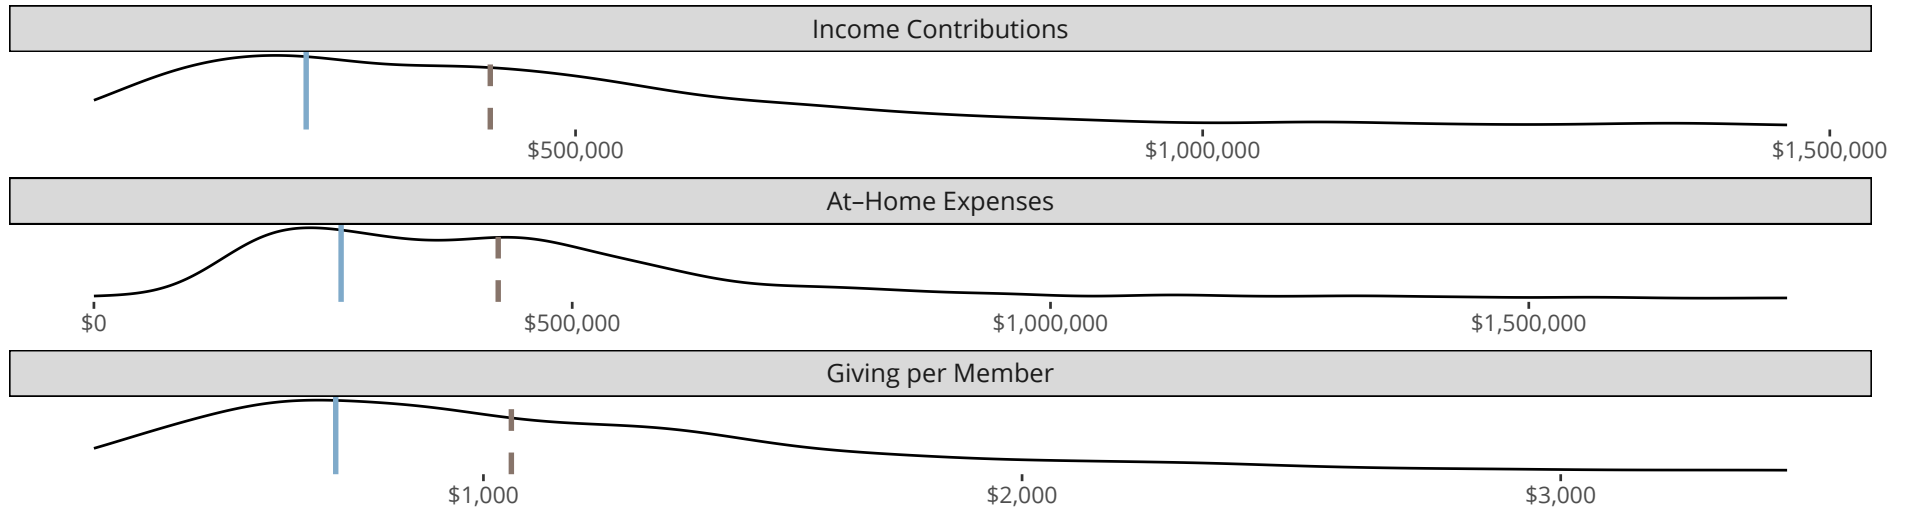 Income Contributions
$500,000 $1,000,000 $1,500,000
At–Home Expenses
$0 $500,000 $1,000,000 $1,500,000
Giving per Member
$1,000 $2,000 $3,000